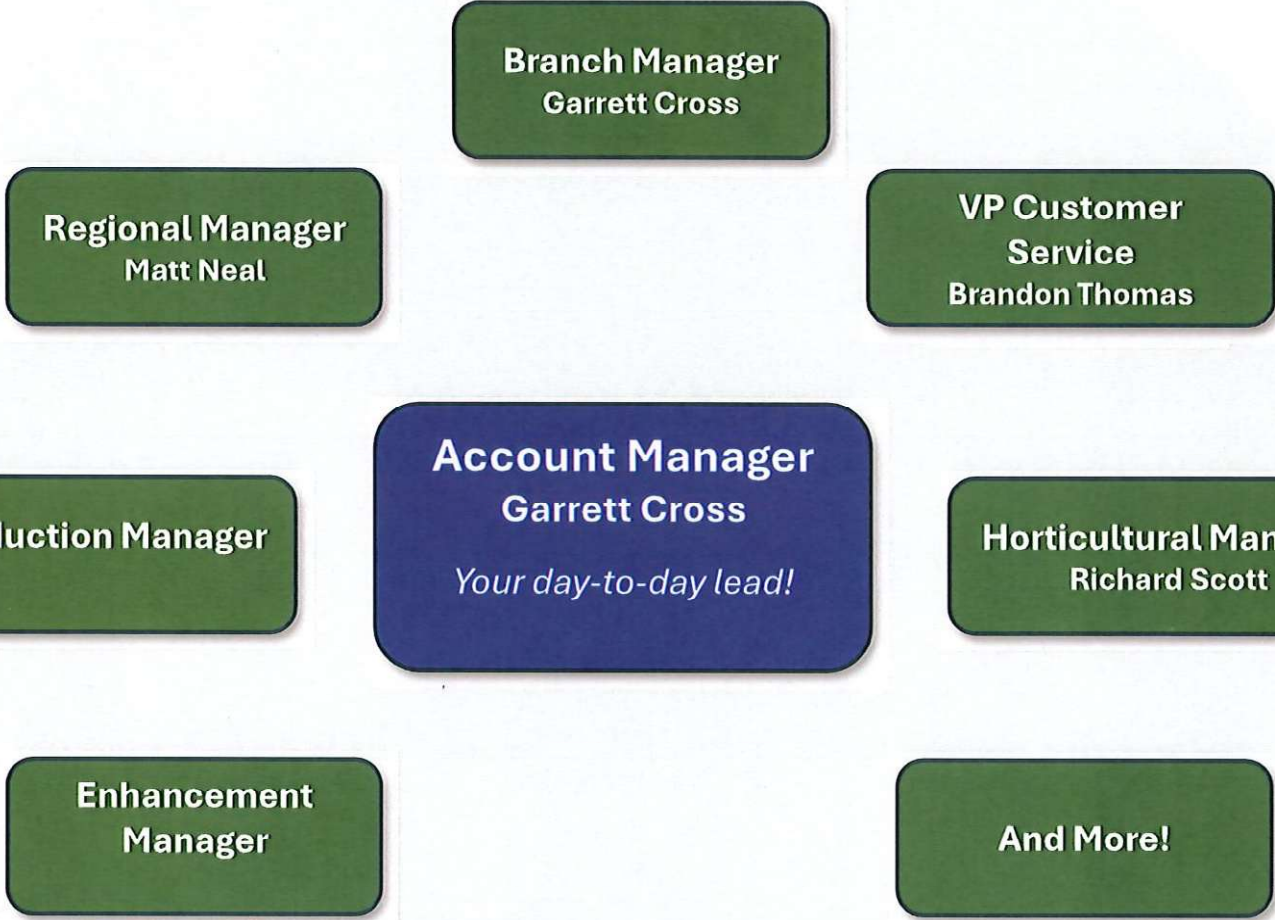 Branch Manager
Garrett Cross
Regional Manager
Matt Neal
VP Customer
Service
Brandon Thomas
Account Manager
Garrett Cross
Your day-to-day lead!
Manager
Horticultural
Richard Scott
Enhancement
Manager
And More!